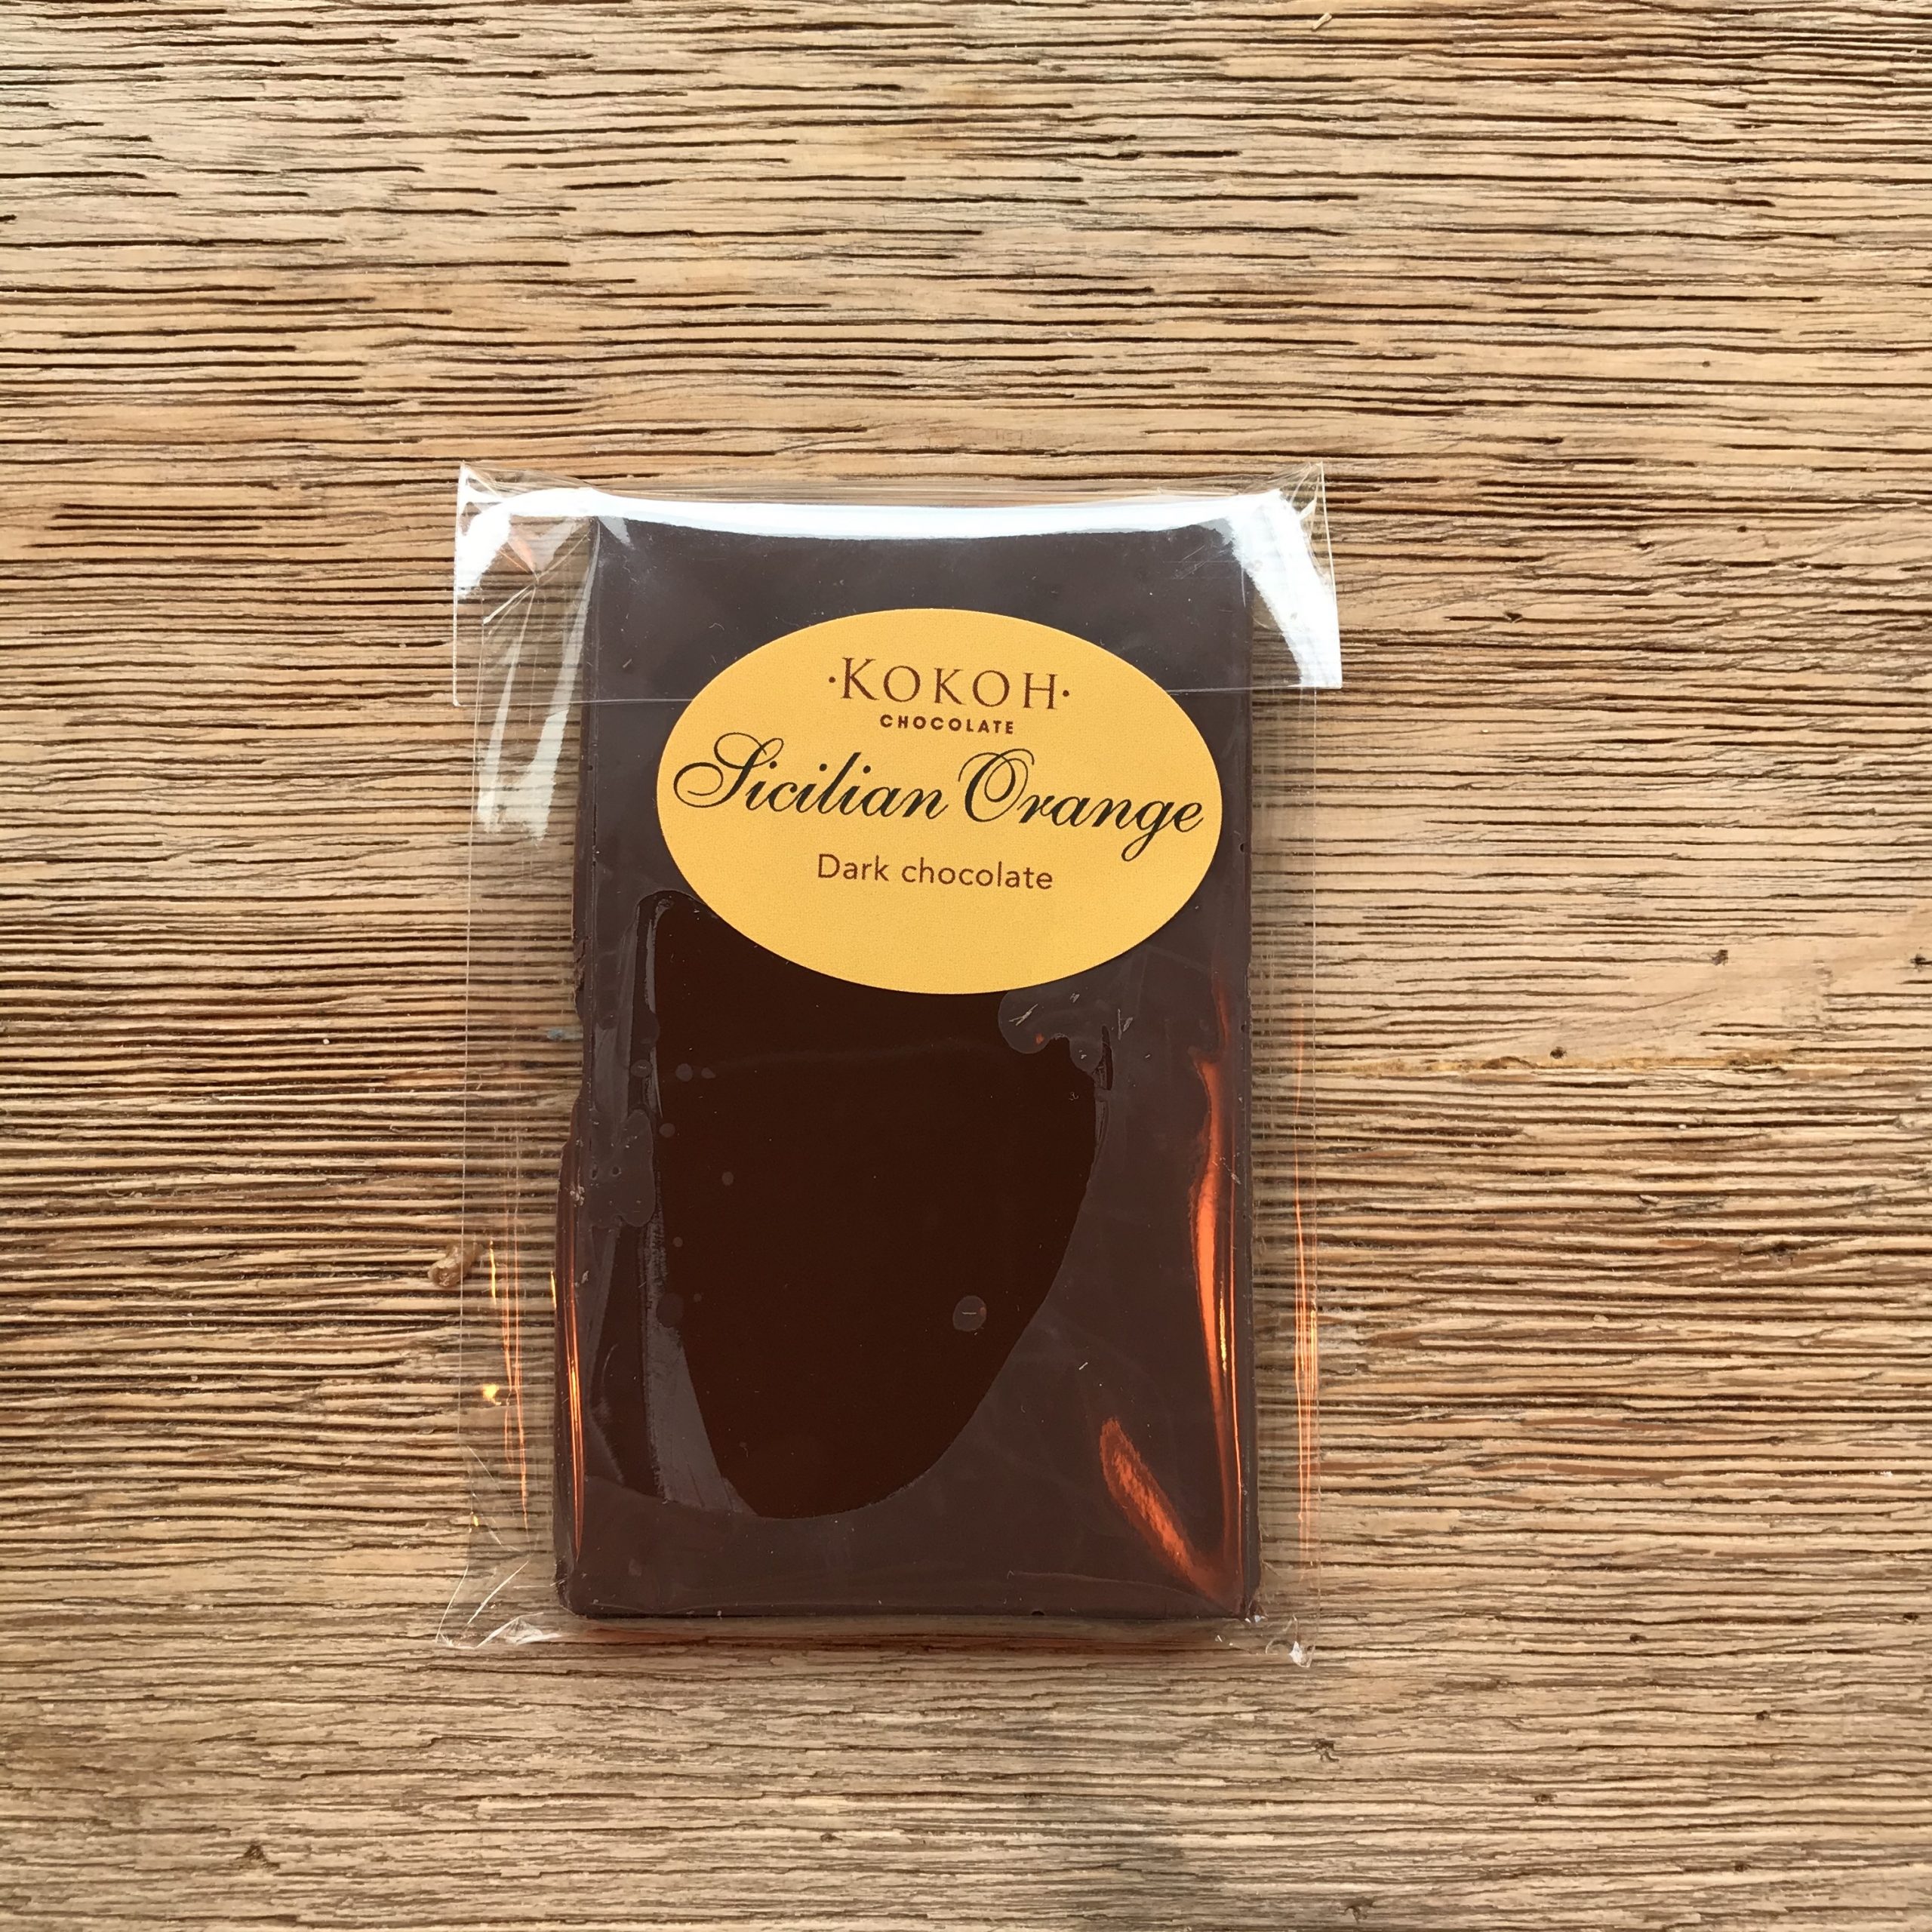 ·KOKOH·
CHOCOLATE
Sicilian Orange
Dark chocolate